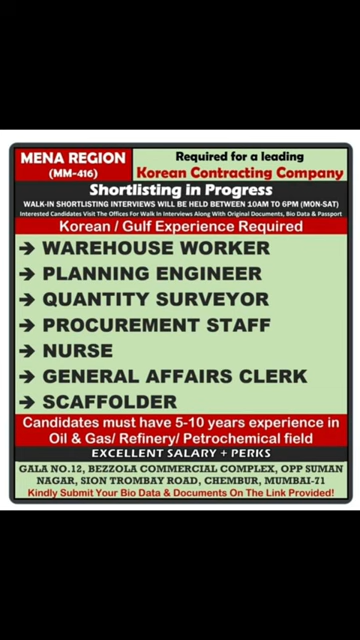 MENA REGION
(MM-416)
Required for a leading
Korean Contracting Company
Shortlisting in Progress
WALK-IN SHORTLISTING INTERVIEWS WILL BE HELD BETWEEN 10AM TO 6PM (MON-SAT)
Interested Candidates Visit The Offices For Walk In Interviews Along With Original Documents, Bio Data & Passport
Korean / Gulf Experience Required
➔ WAREHOUSE WORKER
➔ PLANNING ENGINEER
➔ QUANTITY SURVEYOR
➔ PROCUREMENT STAFF
➔ NURSE
➔ GENERAL AFFAIRS CLERK
➔ SCAFFOLDER
Candidates must have 5-10 years experience in
Oil & Gas/ Refinery/ Petrochemical field
EXCELLENT SALARY + PERKS
GALA NO.12, BEZZOLA COMMERCIAL COMPLEX, OPP SUMAN
NAGAR, SION TROMBAY ROAD, CHEMBUR, MUMBAI-71
Kindly Submit Your Bio Data & Documents On The Link Provided!